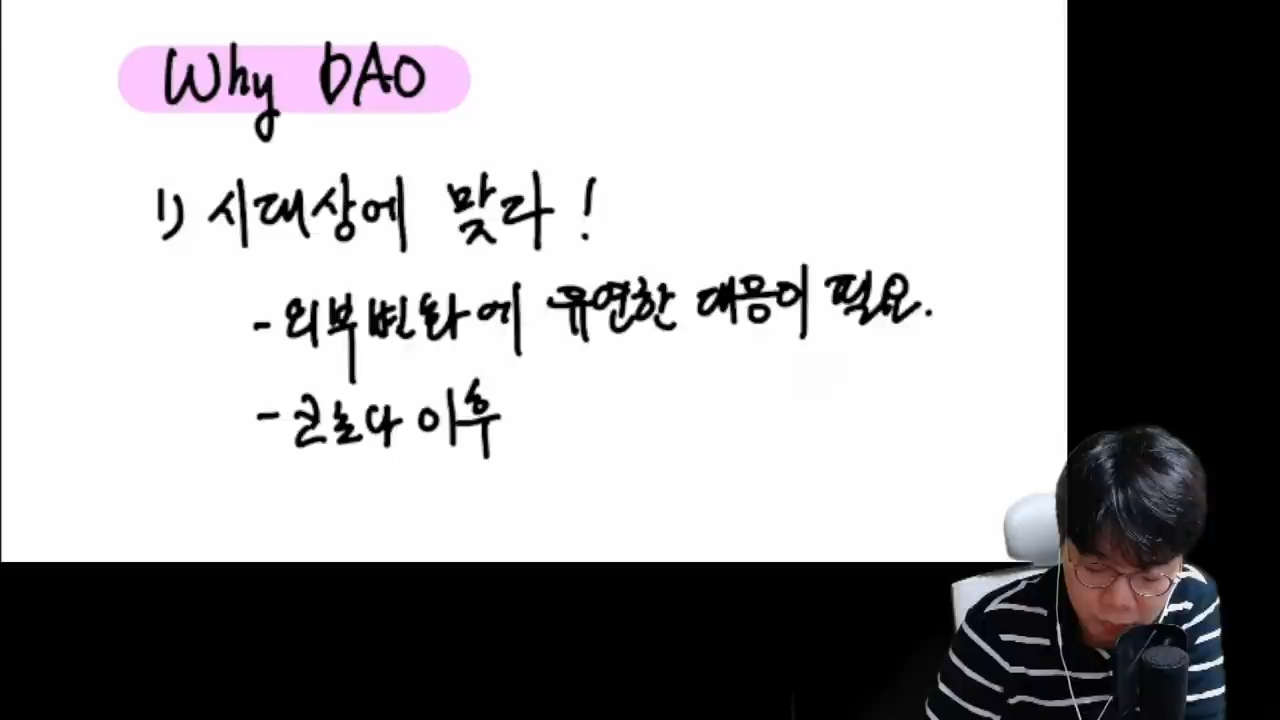 Why DAO
1) 시대상에 맞다!
- 외부변화에 유연한 대응이 필요.
- 코로나 이후